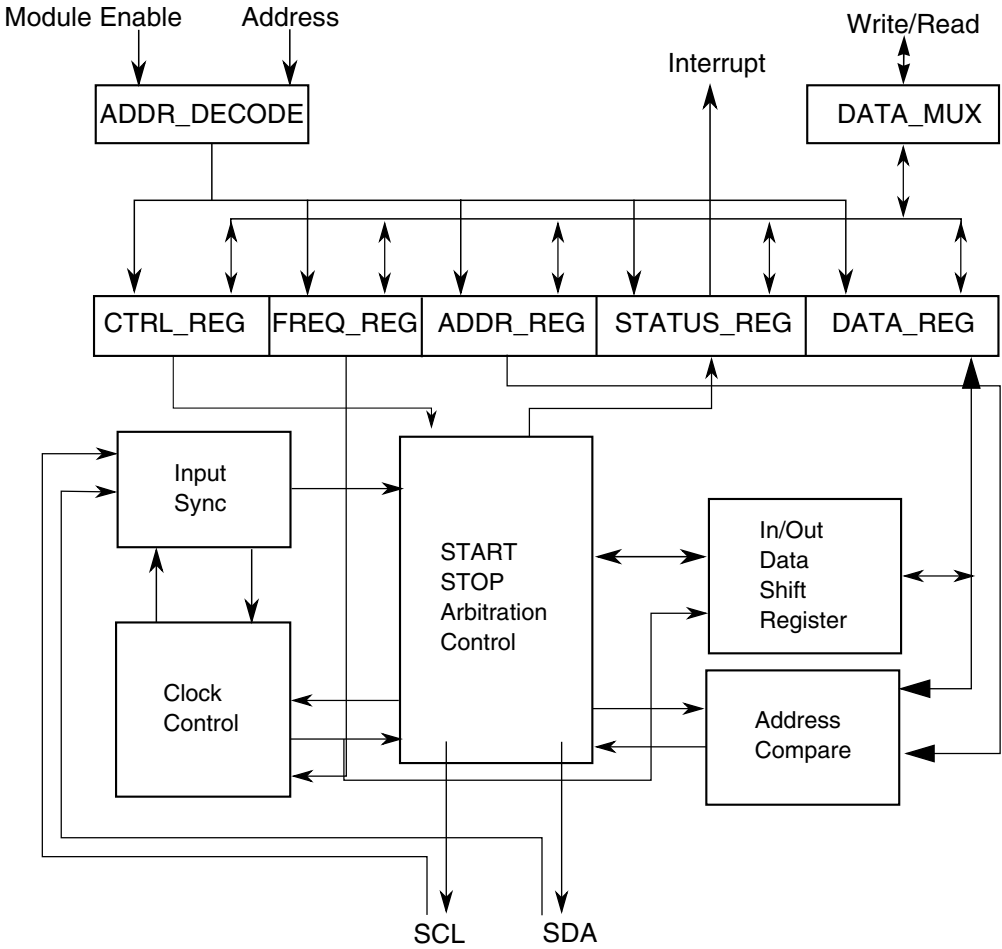 Module Enable
Address
Write/Read
Interrupt
ADDR_DECODE
DATA_MUX
CTRL_REG
FREQ_REG
ADDR_REG
STATUS_REG
DATA_REG
Input
Sync
START
STOP
Arbitration
Control
In/Out
Data
Shift
Register
Clock
Control
Address
Compare
SCL
SDA